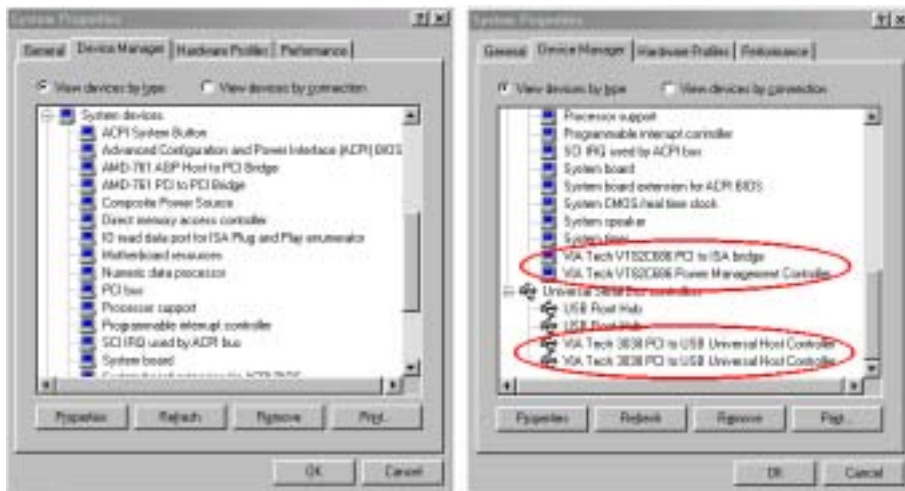 System Properties
General Device Manager Hardware Profiles Performance
View devices by type View devices by connection
System devices
ACPI System Button
Advanced Configuration and Power Interface (ACPI) BIOS
AMD-761 AGP Host to PCI Bridge
AMD-761 PCI to PCI Bridge
Composite Power Source
Direct memory access controller
IO read data port for ISA Plug and Play enumerator
Motherboard resources
Numeric data processor
PCI bus
Processor support
Programmable interrupt controller
SCI IRQ used by ACPI bus
System board
System board extension for ACPI BIOS
Properties Refresh Remove Print...
OK Cancel
System Properties
General Device Manager Hardware Profiles Performance
View devices by type View devices by connection
Processor support
Programmable interrupt controller
SCI IRQ used by ACPI bus
System board
System board extension for ACPI BIOS
System CMOS/real time clock
System speaker
System timer
VIA Tech VT82C686 PCI to ISA bridge
VIA Tech VT82C686 Power Management Controller
Universal Serial Bus controllers
USB Root Hub
USB Root Hub
VIA Tech 3038 PCI to USB Universal Host Controller
VIA Tech 3038 PCI to USB Universal Host Controller
Properties Refresh Remove Print...
OK Cancel